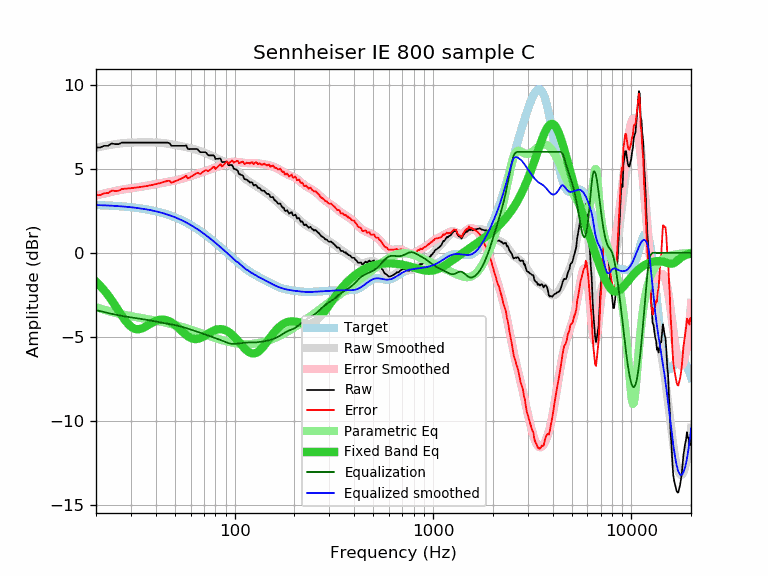 Sennheiser IE 800 sample C
Amplitude (dBr)
10
5
0
−5
−10
−15
Target
Raw Smoothed
Error Smoothed
Raw
Error
Parametric Eq
Fixed Band Eq
Equalization
Equalized smoothed
100 1000 10000
Frequency (Hz)